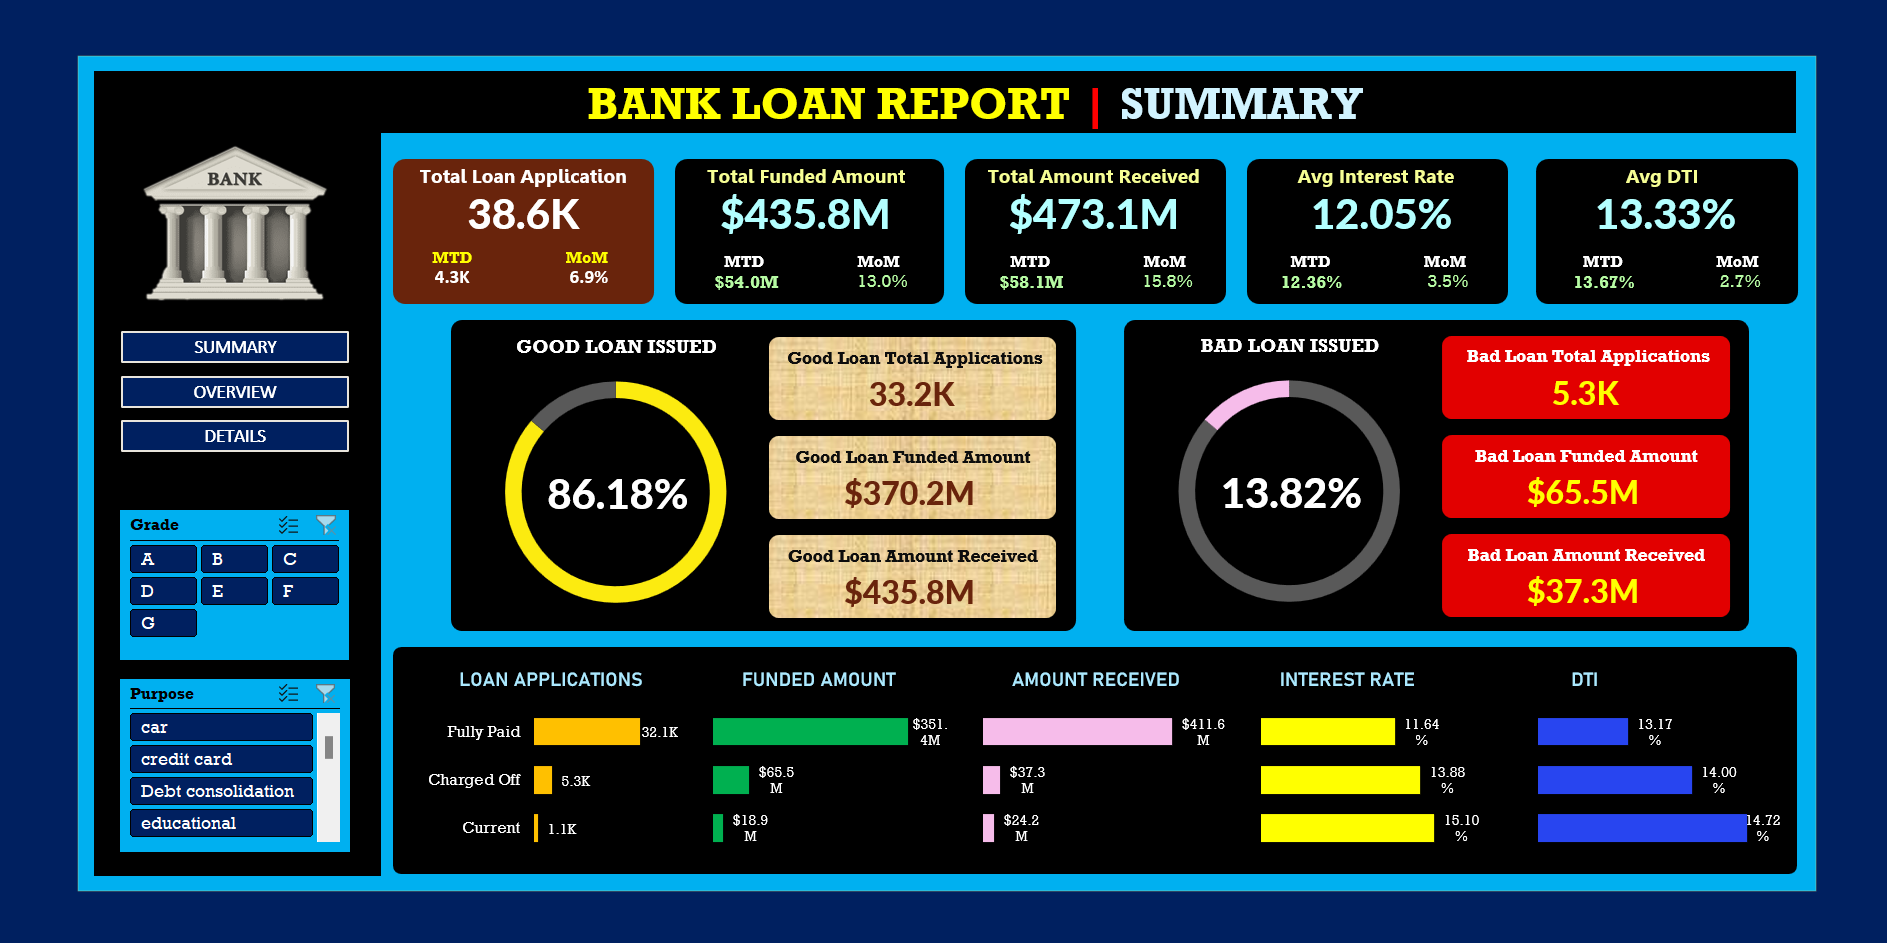 BANK LOAN REPORT | SUMMARY
BANK
SUMMARY
OVERVIEW
DETAILS
Grade
A B C
D E F
G
Purpose
car
credit card
Debt consolidation
educational
Total Loan Application
38.6K
MTD MoM
4.3K 6.9%
Total Funded Amount
$435.8M
MTD MoM
$54.0M 13.0%
Total Amount Received
$473.1M
MTD MoM
$58.1M 15.8%
Avg Interest Rate
12.05%
MTD MoM
12.36% 3.5%
Avg DTI
13.33%
MTD MoM
13.67% 2.7%
GOOD LOAN ISSUED
86.18%
Good Loan Total Applications
33.2K
Good Loan Funded Amount
$370.2M
Good Loan Amount Received
$435.8M
BAD LOAN ISSUED
13.82%
Bad Loan Total Applications
5.3K
Bad Loan Funded Amount
$65.5M
Bad Loan Amount Received
$37.3M
LOAN APPLICATIONS
Fully Paid 32.1K
Charged Off 5.3K
Current 1.1K
FUNDED AMOUNT
$351.
4M
$65.5
M
$18.9
M
AMOUNT RECEIVED
$411.6
M
$37.3
M
$24.2
M
INTEREST RATE
11.64
%
13.88
%
15.10
%
DTI
13.17
%
14.00
%
14.72
%